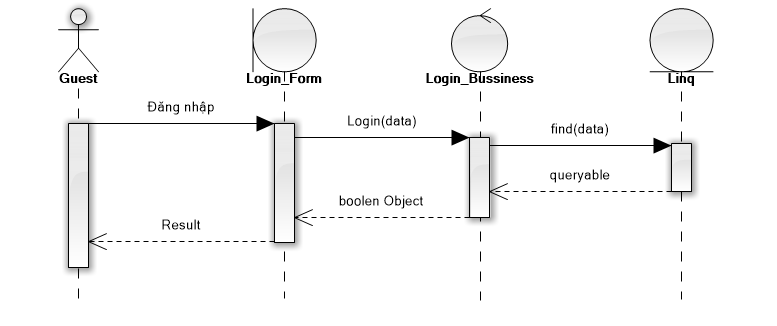 Guest
Login_Form
Login_Bussiness
Linq
Đăng nhập
Login(data)
find(data)
queryable
boolen Object
Result